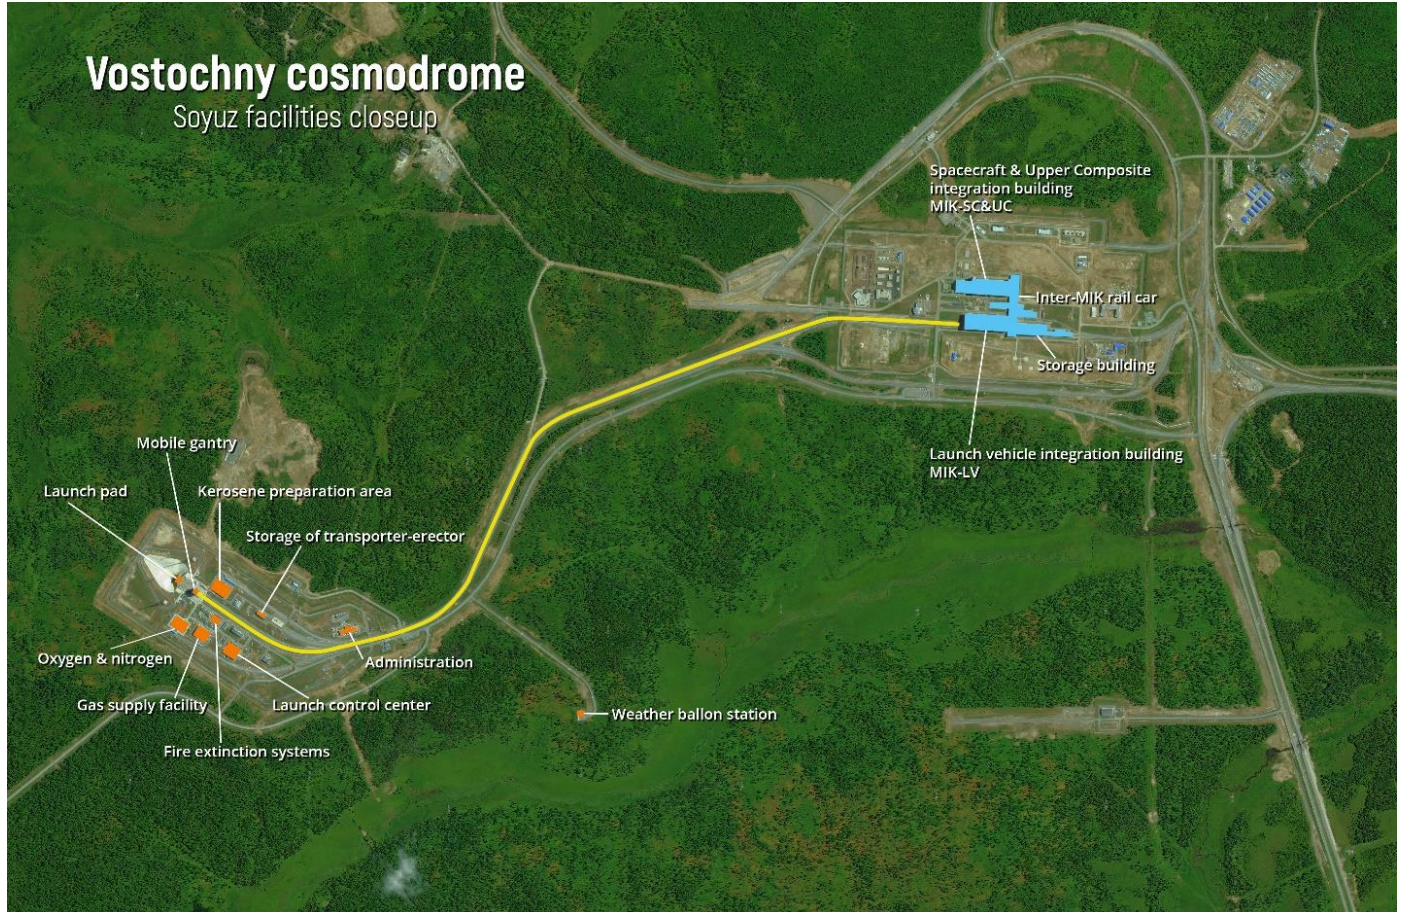 Vostochny cosmodrome
Soyuz facilities closeup
Spacecraft & Upper Composite
integration building
MIK-SC&UC
Inter-MIK rail car
Storage building
Launch vehicle integration building
MIK-LV
Mobile gantry
Launch pad
Kerosene preparation area
Storage of transporter-erector
Oxygen & nitrogen
Administration
Gas supply facility
Launch control center
Weather ballon station
Fire extinction systems